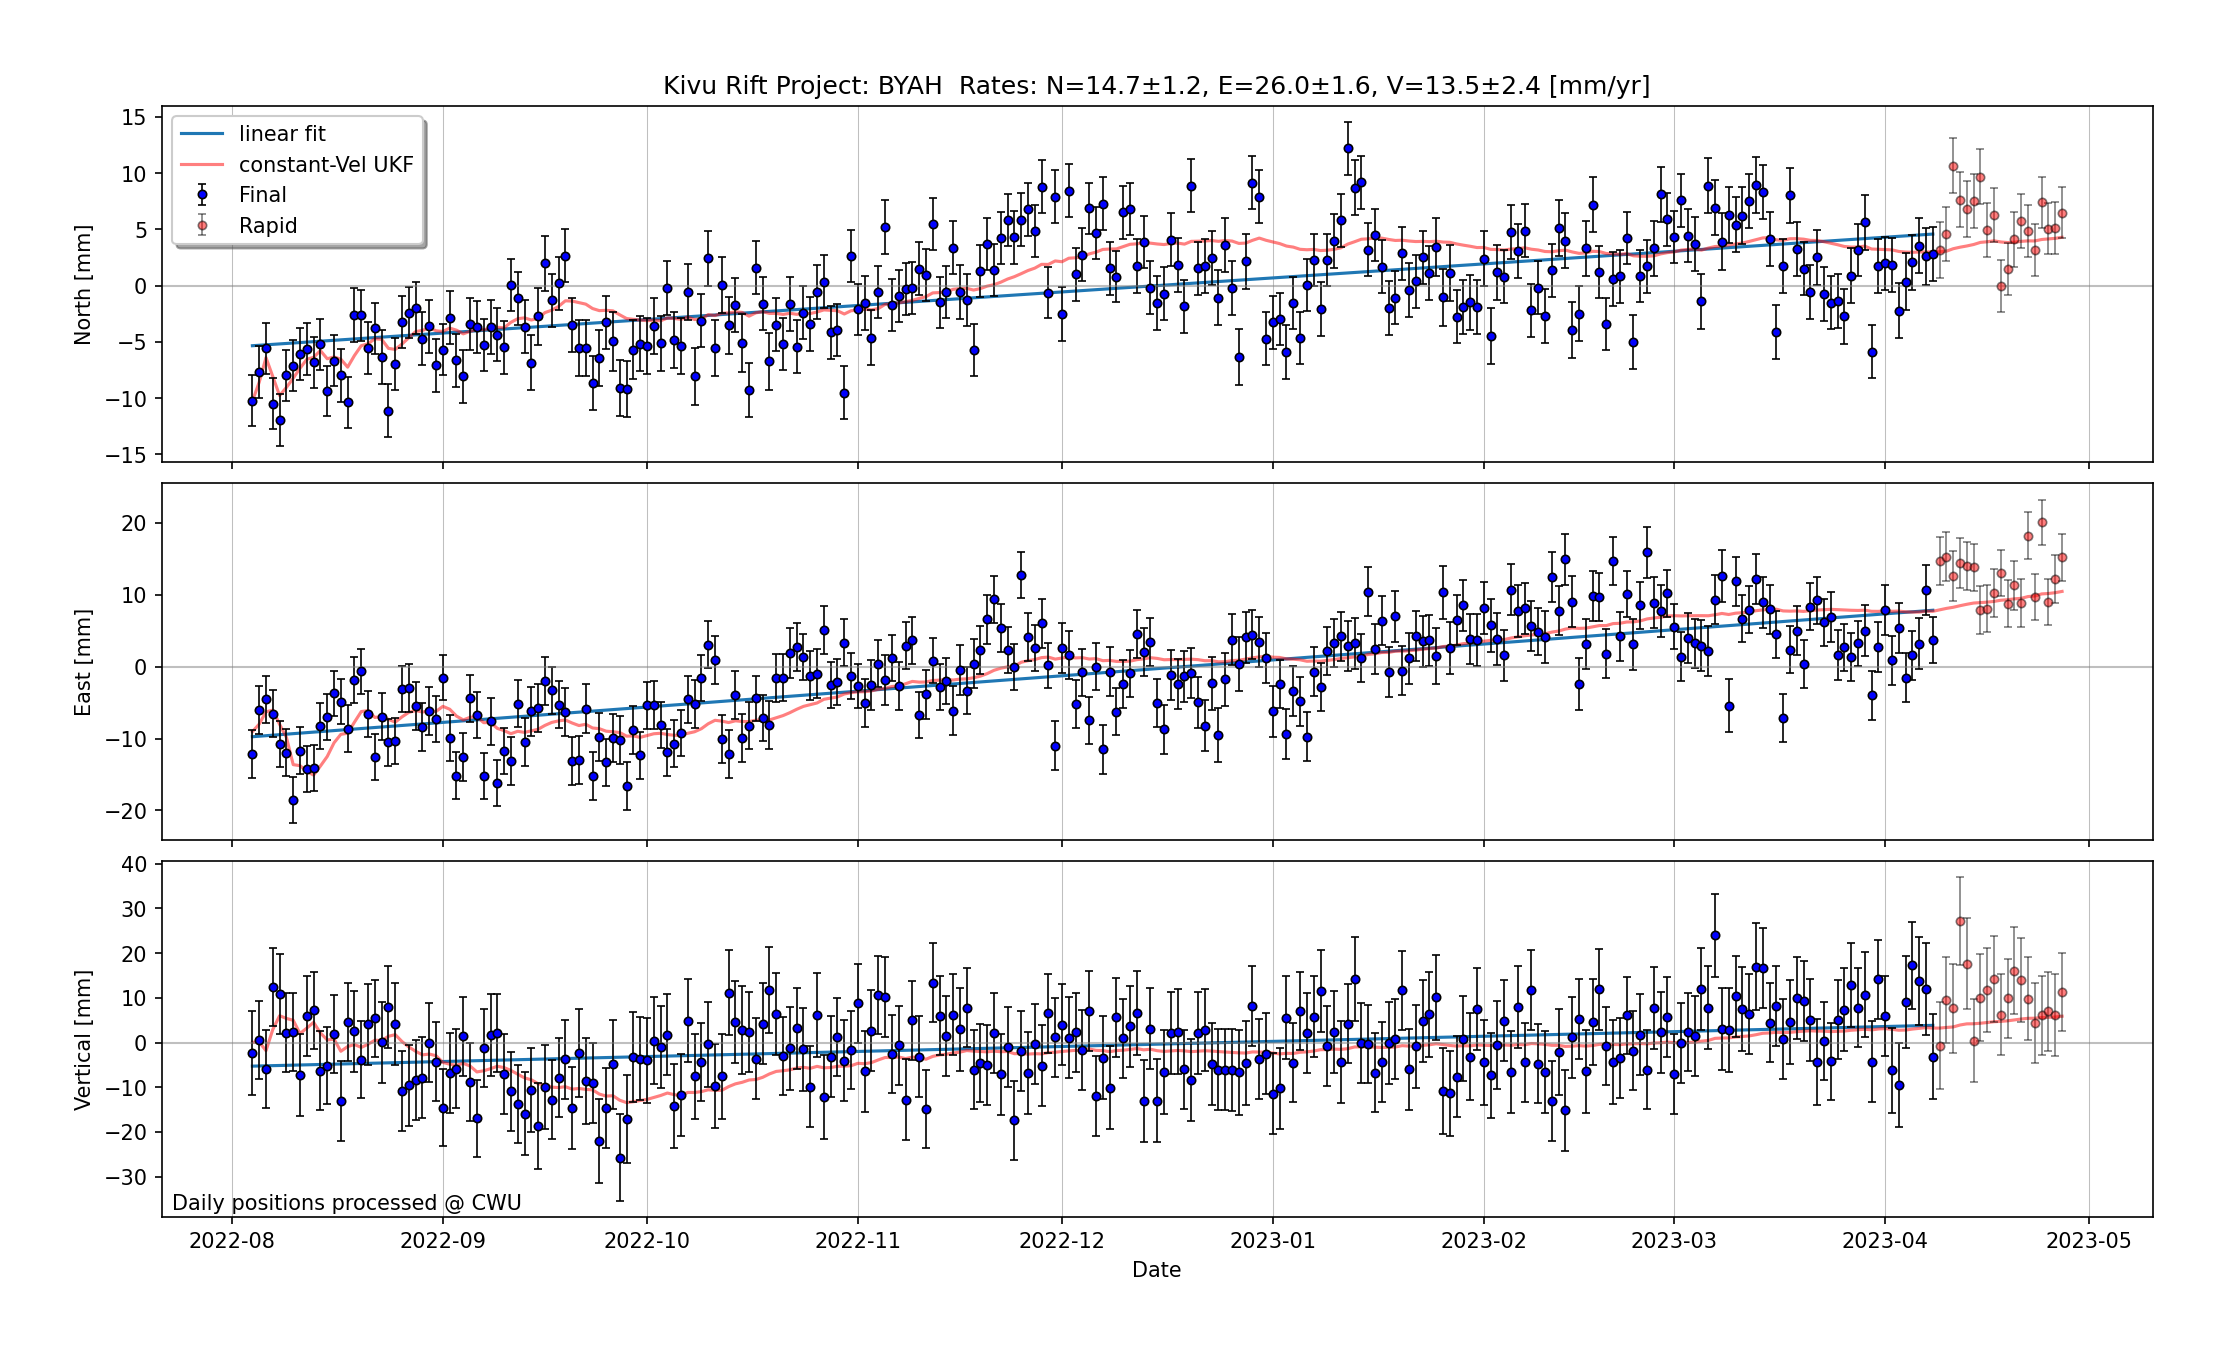 Kivu Rift Project: BYAH  Rates: N=14.7±1.2, E=26.0±1.6, V=13.5±2.4 [mm/yr]
linear fit
constant-Vel UKF
Final
Rapid
North [mm]
15
10
5
0
−5
−10
−15
East [mm]
20
10
0
−10
−20
Vertical [mm]
40
30
20
10
0
−10
−20
−30
Daily positions processed @ CWU
2022-08 2022-09 2022-10 2022-11 2022-12 2023-01 2023-02 2023-03 2023-04 2023-05
Date